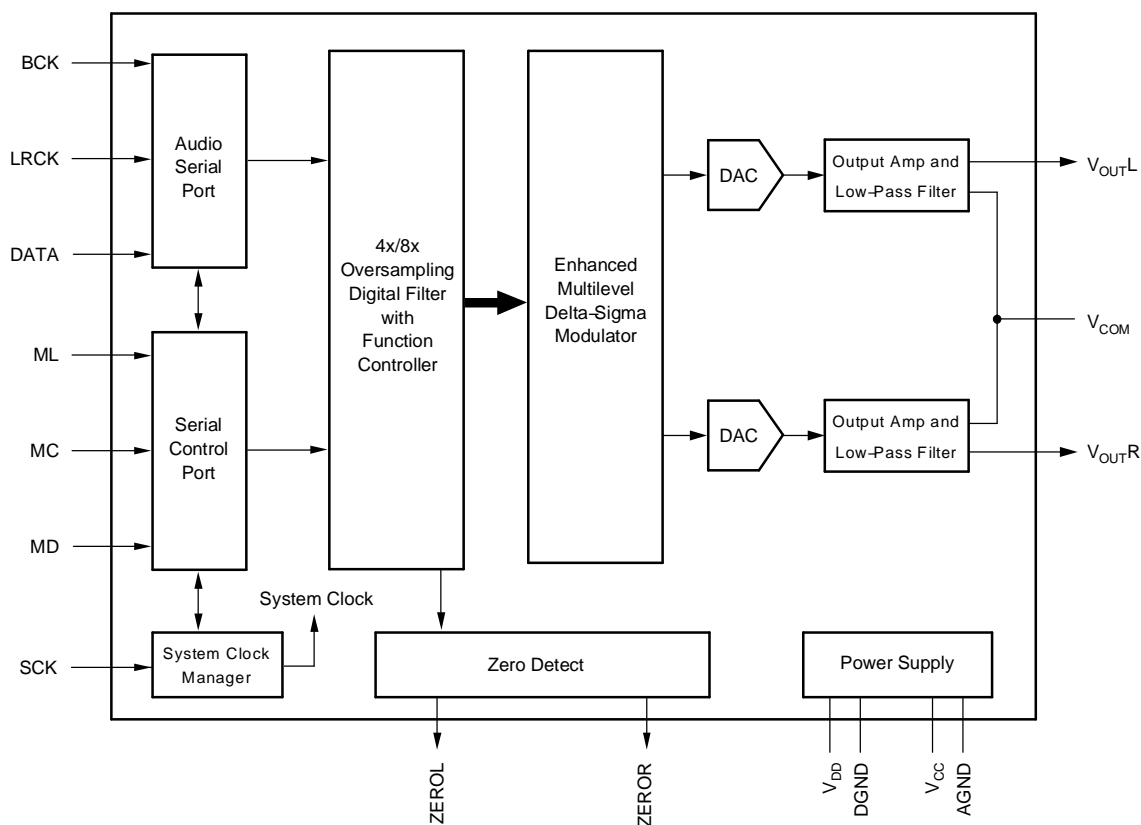 BCK
LRCK
DATA
ML
MC
MD
SCK
Audio
Serial
Port
Serial
Control
Port
System Clock
Manager
System Clock
4x/8x
Oversampling
Digital Filter
with
Function
Controller
Enhanced
Multilevel
Delta–Sigma
Modulator
DAC
Output Amp and
Low–Pass Filter
VOUTL
VCOM
DAC
Output Amp and
Low–Pass Filter
VOUTR
Zero Detect
Power Supply
ZEROL
ZEROR
VDD
DGND
VCC
AGND